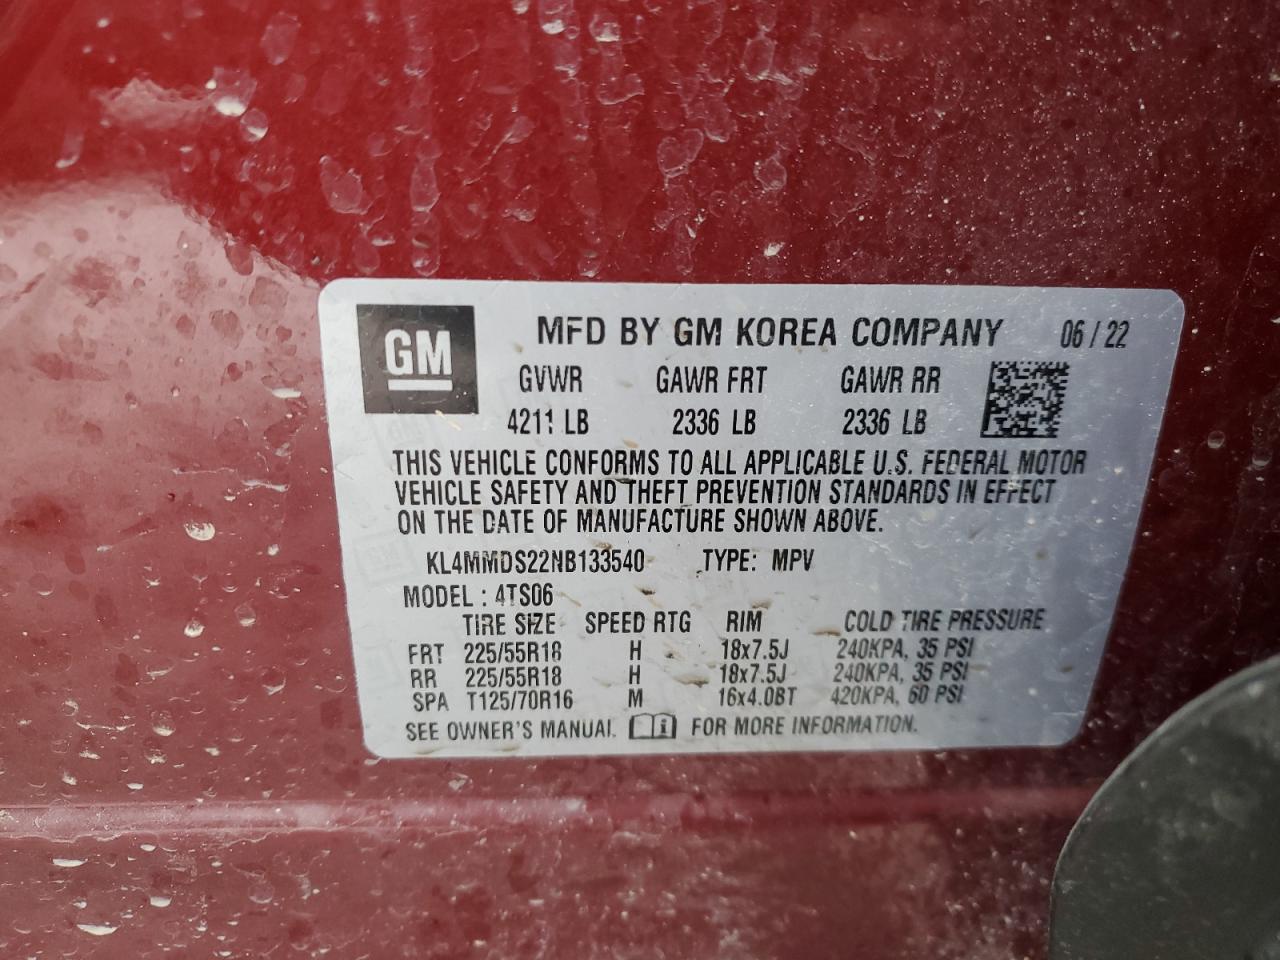 GM
MFD BY GM KOREA COMPANY 06 / 22
GVWR GAWR FRT GAWR RR
4211 LB 2336 LB 2336 LB
THIS VEHICLE CONFORMS TO ALL APPLICABLE U.S. FEDERAL MOTOR
VEHICLE SAFETY AND THEFT PREVENTION STANDARDS IN EFFECT
ON THE DATE OF MANUFACTURE SHOWN ABOVE.
KL4MMDS22NB133540 TYPE: MPV
MODEL : 4TS06
TIRE SIZE SPEED RTG RIM COLD TIRE PRESSURE
FRT 225/55R18 H 18x7.5J 240KPA, 35 PSI
RR 225/55R18 H 18x7.5J 240KPA, 35 PSI
SPA T125/70R16 M 16x4.0BT 420KPA, 60 PSI
SEE OWNER'S MANUAL. i FOR MORE INFORMATION.